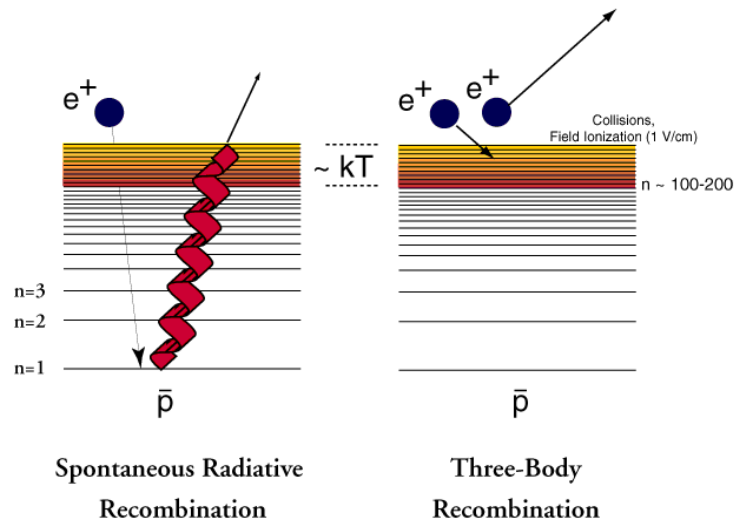 e+
n=3
n=2
n=1
p̄
Spontaneous Radiative
Recombination
~ kT
e+
e+
Collisions,
Field Ionization (1 V/cm)
n ~ 100-200
p̄
Three-Body
Recombination